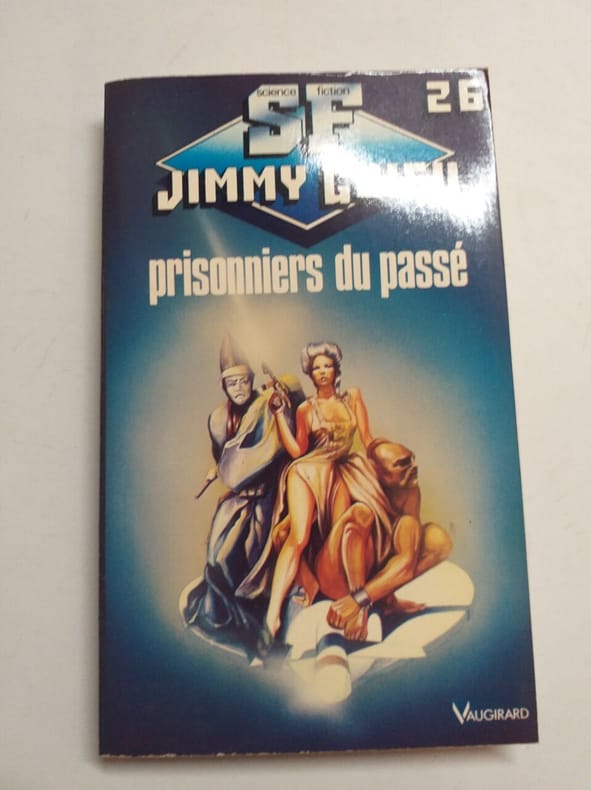 science fiction
SF
26
JIMMY
prisonniers du passé
VAUGIRARD